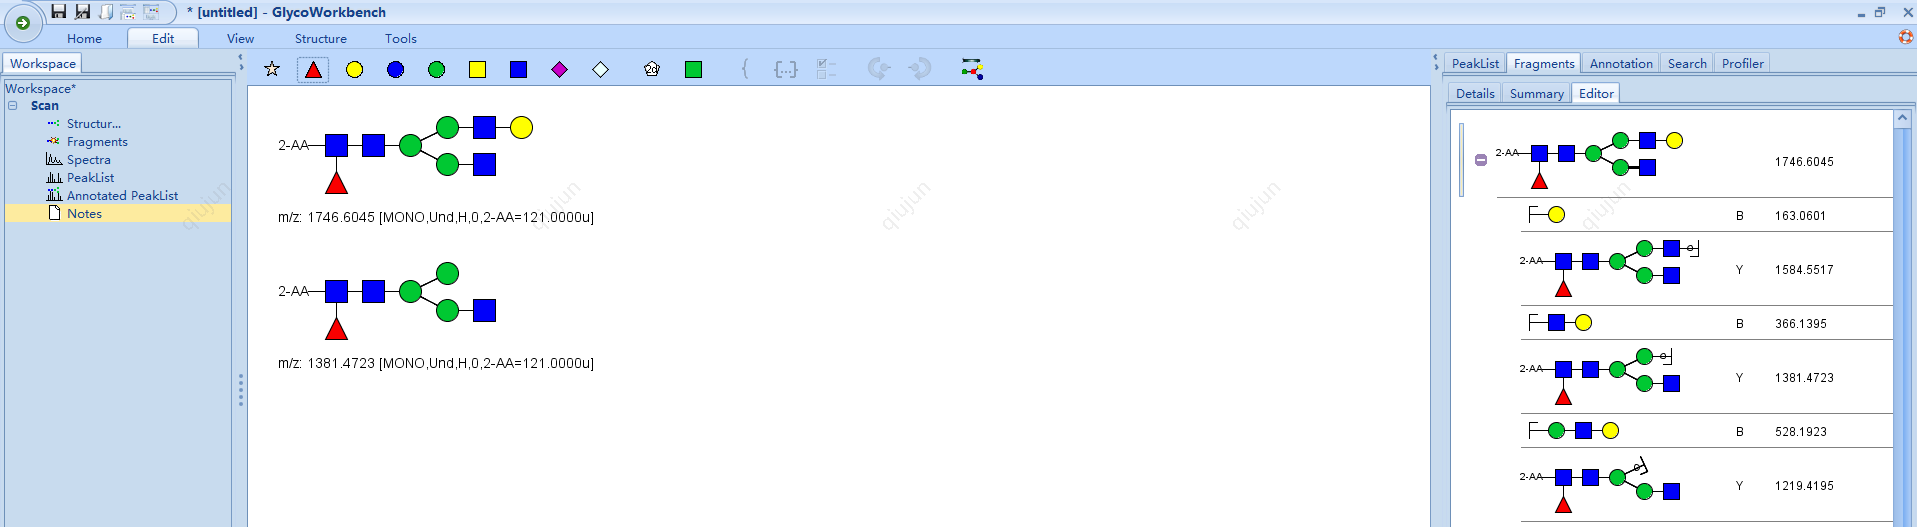 * [untitled] - GlycoWorkbench
Home Edit View Structure Tools
Workspace
Workspace*
Scan
Structur...
Fragments
Spectra
PeakList
Annotated PeakList
Notes
2d
{ {...}
2-AA
m/z: 1746.6045 [MONO,Und,H,0,2-AA=121.0000u]
2-AA
m/z: 1381.4723 [MONO,Und,H,0,2-AA=121.0000u]
qiujun qiujun qiujun qiujun qiujun
PeakList Fragments Annotation Search Profiler
Details Summary Editor
2-AA 1746.6045
B 163.0601
2-AA Y 1584.5517
B 366.1395
2-AA Y 1381.4723
B 528.1923
2-AA Y 1219.4195